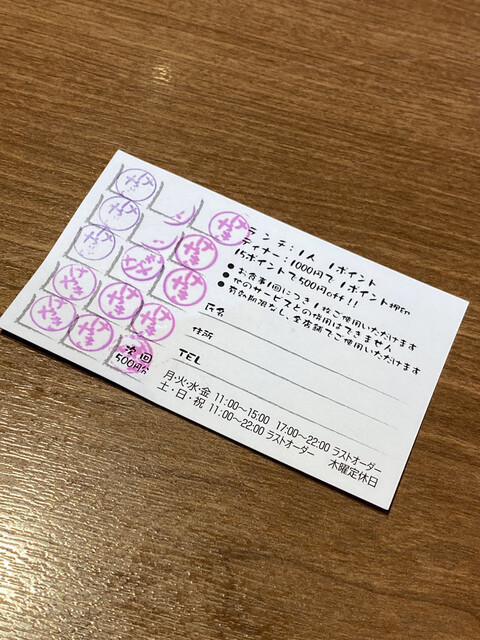 ランチ:1人 1ポイント
ディナー:1000円で1ポイント押印
15ポイントで500円off!!
●お食事1回につき1枚ご使用いただけます
●他のサービスとの併用はできません
●有効期限なし、全店舗でご使用いただけます
氏名
住所
TEL
次回
500円分
月・火・水・金 11:00~15:00 17:00~22:00 ラストオーダー
土・日・祝 11:00~22:00 ラストオーダー 木曜定休日